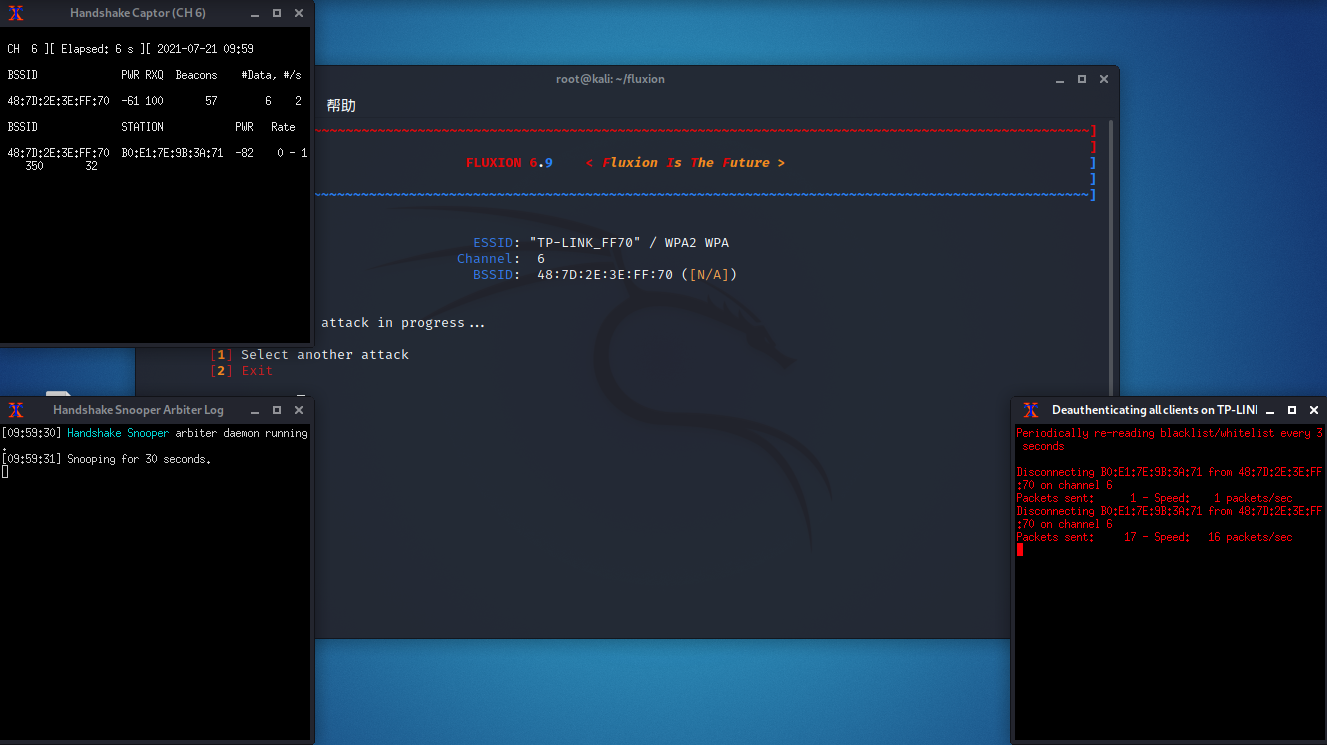 Handshake Captor (CH 6)
CH 6 ][ Elapsed: 6 s ][ 2021-07-21 09:59
BSSID PWR RXQ Beacons #Data, #/s
48:7D:2E:3E:FF:70 -61 100 57 6 2
BSSID STATION PWR Rate
48:7D:2E:3E:FF:70 B0:E1:7E:9B:3A:71 -82 0 - 1
350 32
root@kali: ~/fluxion
帮助
~~~~~~~~~~~~~~~~~~~~~~~~~~~~~~~~~~~~~~~~~~~~~~~~~~~~~~~~~~~~~~~~~~~~~~~~~~~~~~~~~~~~~~~~~~~~~~~~]
]
FLUXION 6.9 < Fluxion Is The Future > ]
]
~~~~~~~~~~~~~~~~~~~~~~~~~~~~~~~~~~~~~~~~~~~~~~~~~~~~~~~~~~~~~~~~~~~~~~~~~~~~~~~~~~~~~~~~~~~~~~~~]
ESSID: "TP-LINK_FF70" / WPA2 WPA
Channel: 6
BSSID: 48:7D:2E:3E:FF:70 ([N/A])
attack in progress...
[1] Select another attack
[2] Exit
Handshake Snooper Arbiter Log
[09:59:30] Handshake Snooper arbiter daemon running
.
[09:59:31] Snooping for 30 seconds.
Deauthenticating all clients on TP-LIN
Periodically re-reading blacklist/whitelist every 3
seconds
Disconnecting B0:E1:7E:9B:3A:71 from 48:7D:2E:3E:FF
:70 on channel 6
Packets sent: 1 - Speed: 1 packets/sec
Disconnecting B0:E1:7E:9B:3A:71 from 48:7D:2E:3E:FF
:70 on channel 6
Packets sent: 17 - Speed: 16 packets/sec